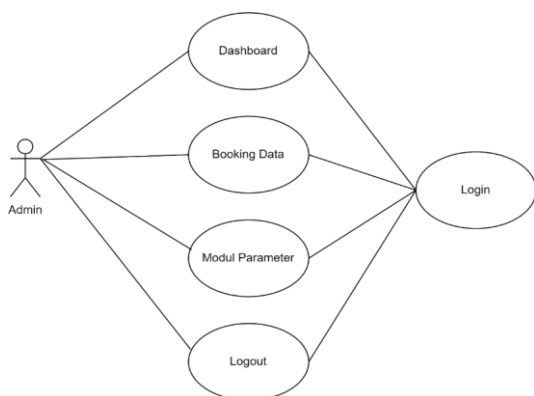 Dashboard
Booking Data
Admin
Login
Modul Parameter
Logout